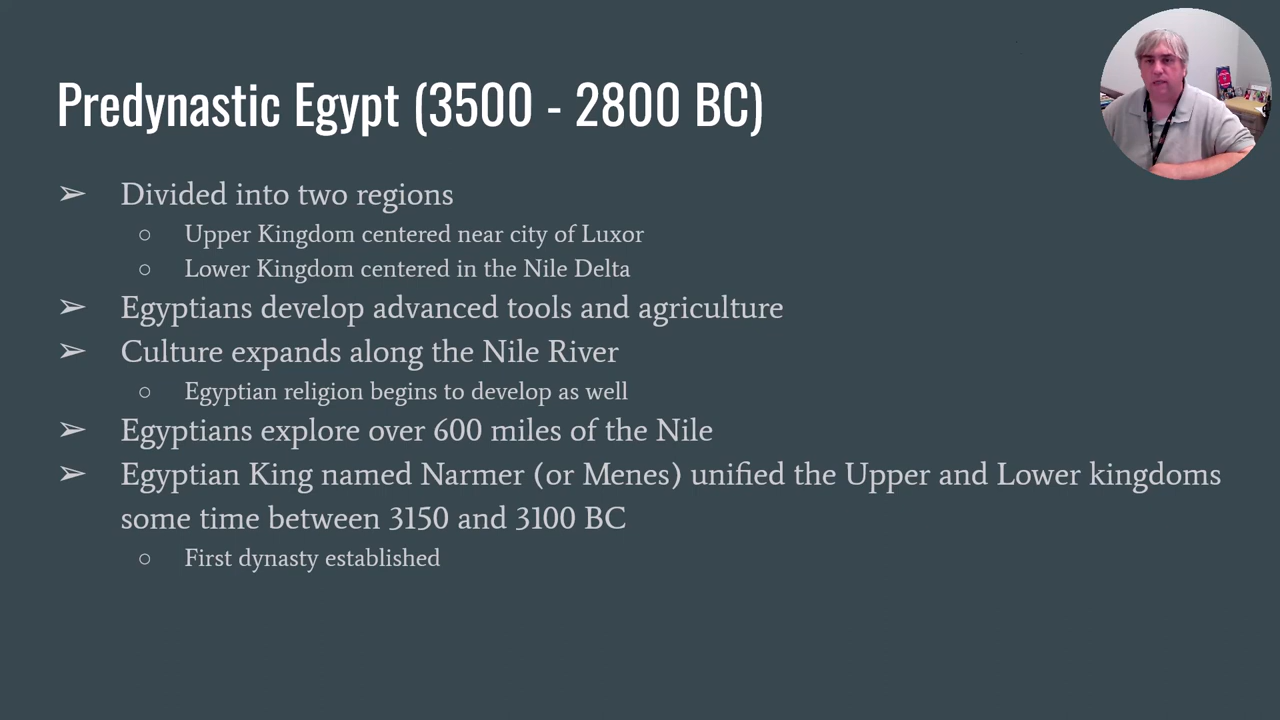 Predynastic Egypt (3500 - 2800 BC)
➢ Divided into two regions
○ Upper Kingdom centered near city of Luxor
○ Lower Kingdom centered in the Nile Delta
➢ Egyptians develop advanced tools and agriculture
➢ Culture expands along the Nile River
○ Egyptian religion begins to develop as well
➢ Egyptians explore over 600 miles of the Nile
➢ Egyptian King named Narmer (or Menes) unified the Upper and Lower kingdoms
some time between 3150 and 3100 BC
○ First dynasty established